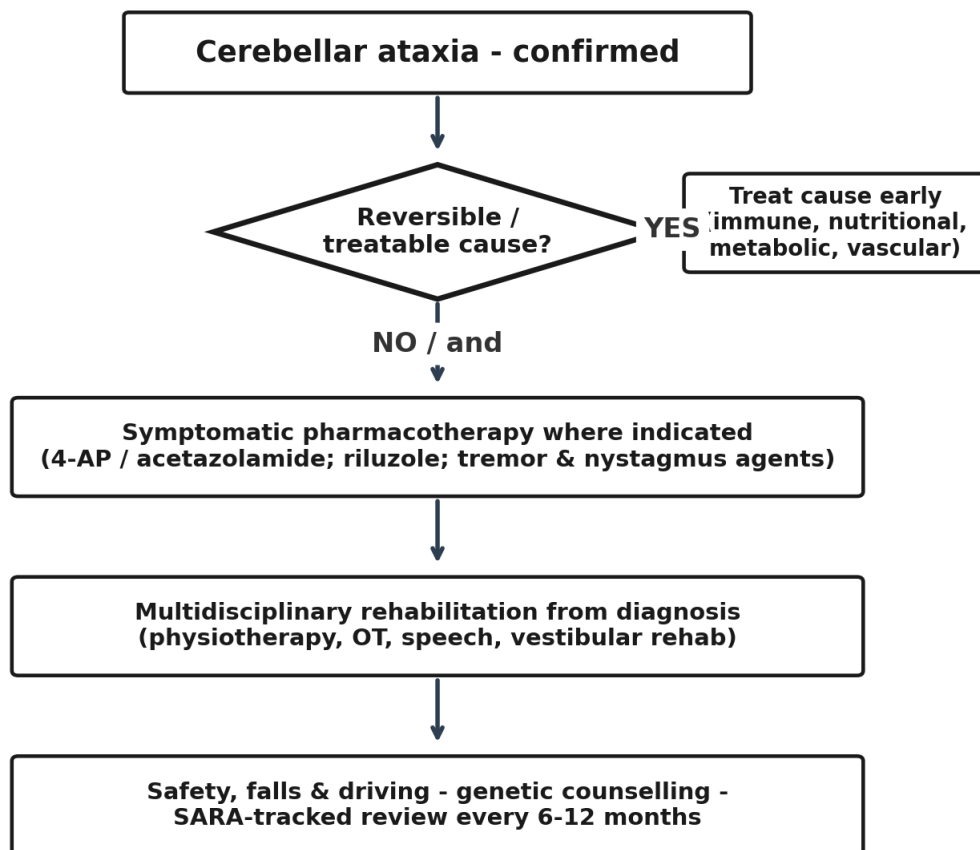 Cerebellar ataxia - confirmed
Reversible /
treatable cause?
YES
Treat cause early
(immune, nutritional,
metabolic, vascular)
NO / and
Symptomatic pharmacotherapy where indicated
(4-AP / acetazolamide; riluzole; tremor & nystagmus agents)
Multidisciplinary rehabilitation from diagnosis
(physiotherapy, OT, speech, vestibular rehab)
Safety, falls & driving - genetic counselling -
SARA-tracked review every 6-12 months